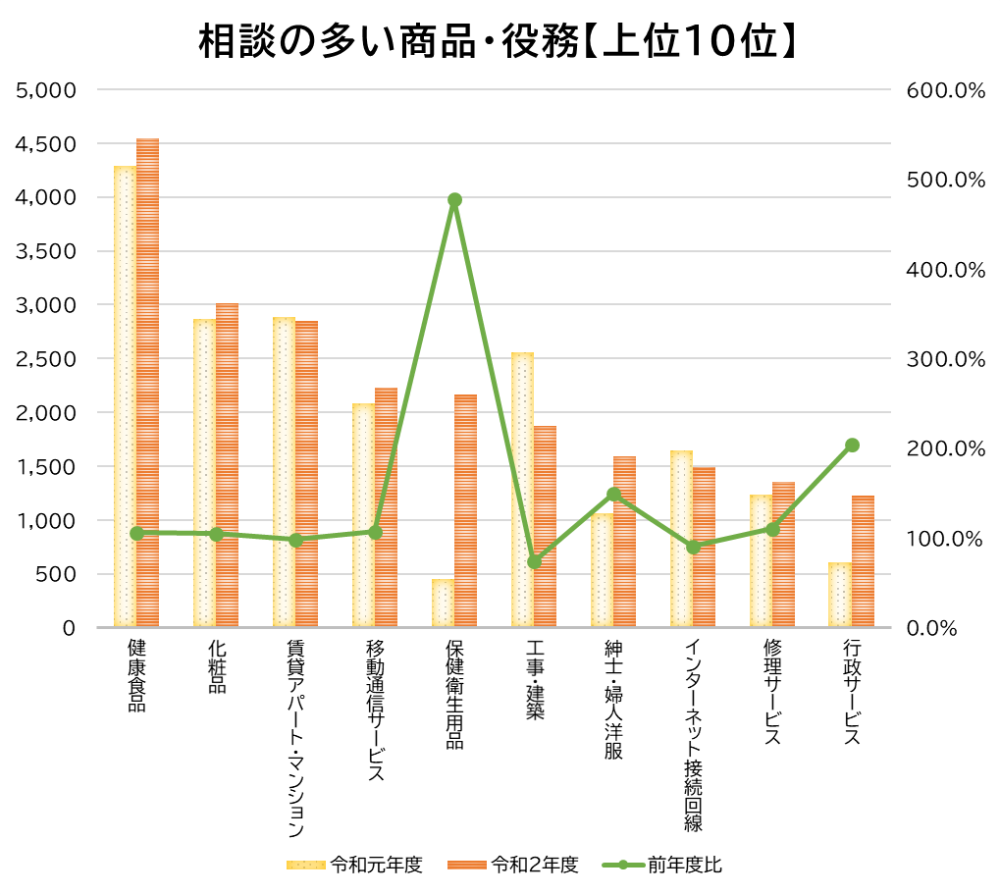 相談の多い商品・役務【上位10位】
5,000
4,500
4,000
3,500
3,000
2,500
2,000
1,500
1,000
500
0
600.0%
500.0%
400.0%
300.0%
200.0%
100.0%
0.0%
健康食品
化粧品
賃貸アパート・マンション
移動通信サービス
保健衛生用品
工事・建築
紳士・婦人洋服
インターネット接続回線
修理サービス
行政サービス
令和元年度
令和2年度
前年度比